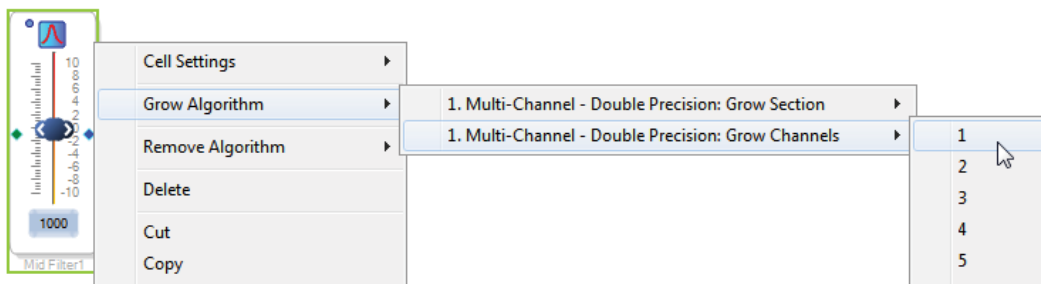 10
8
6
4
2
0
-2
-4
-6
-8
-10
1000
Mid Filter1
Cell Settings
Grow Algorithm
Remove Algorithm
Delete
Cut
Copy
1. Multi-Channel - Double Precision: Grow Section
1. Multi-Channel - Double Precision: Grow Channels
1
2
3
4
5